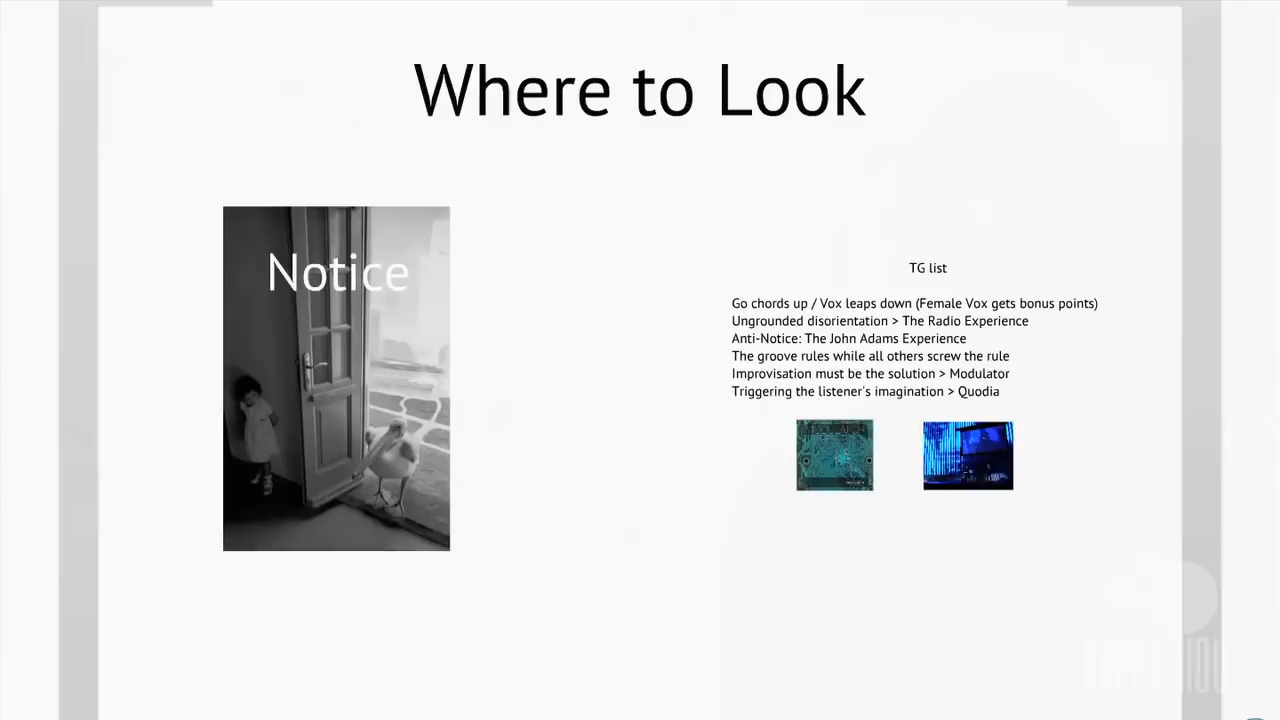 Where to Look
Notice
TG list
Go chords up / Vox leaps down (Female Vox gets bonus points)
Ungrounded disorientation > The Radio Experience
Anti-Notice: The John Adams Experience
The groove rules while all others screw the rule
Improvisation must be the solution > Modulator
Triggering the listener's imagination > Quodia